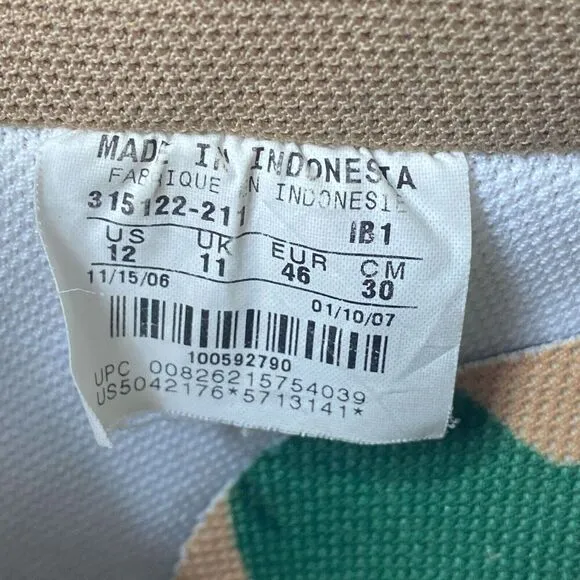 MADE IN INDONESIA
FABRIQUE EN INDONESIE
315122-211 IB1
US UK EUR CM
12 11 46 30
11/15/06 01/10/07
100592790
UPC 00826215754039
US5042176*5713141*